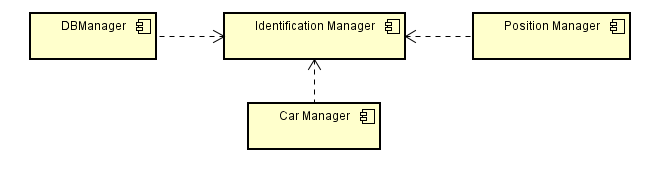 DBManager
Identification Manager
Position Manager
Car Manager